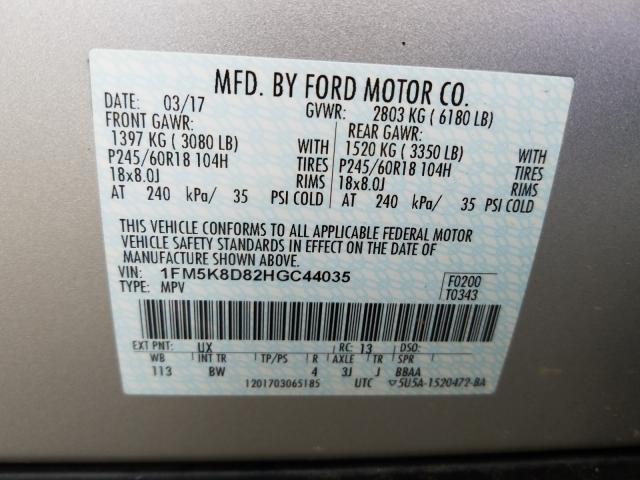 MFD. BY FORD MOTOR CO.
DATE: 03/17 GVWR: 2803 KG ( 6180 LB)
FRONT GAWR: REAR GAWR:
1397 KG ( 3080 LB) WITH 1520 KG ( 3350 LB) WITH
P245/60R18 104H TIRES P245/60R18 104H TIRES
18x8.0J RIMS 18x8.0J RIMS
AT 240 kPa/ 35 PSI COLD AT 240 kPa/ 35 PSI COLD
THIS VEHICLE CONFORMS TO ALL APPLICABLE FEDERAL MOTOR
VEHICLE SAFETY STANDARDS IN EFFECT ON THE DATE OF
MANUFACTURE SHOWN ABOVE.
VIN: 1FM5K8D82HGC44035 F0200
TYPE: MPV T0343
EXT PNT: UX RC: 13 DSO:
WB INT TR TP/PS R AXLE TR SPR
113 BW 4 3J J BBAA
1201703065185 UTC ▽5U5A-1520472-BA